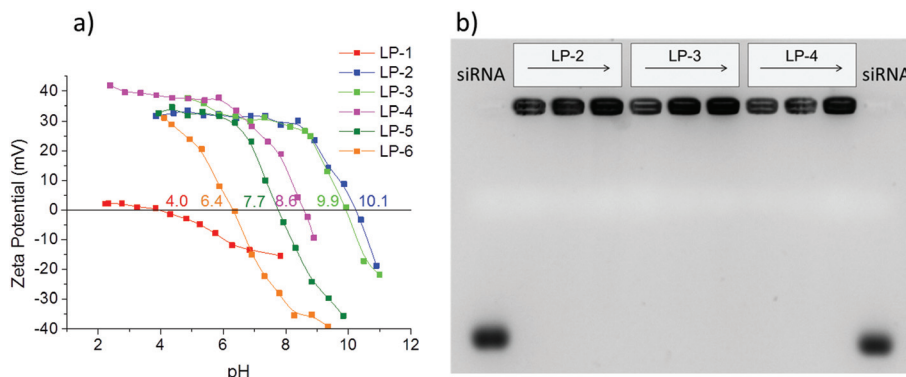 a)
LP-1
LP-2
LP-3
LP-4
LP-5
LP-6
Zeta Potential (mV)
40
30
20
10
0
-10
-20
-30
-40
4.0 6.4 7.7 8.6 9.9 10.1
2 4 6 8 10 12
pH
b)
siRNA LP-2 LP-3 LP-4 siRNA